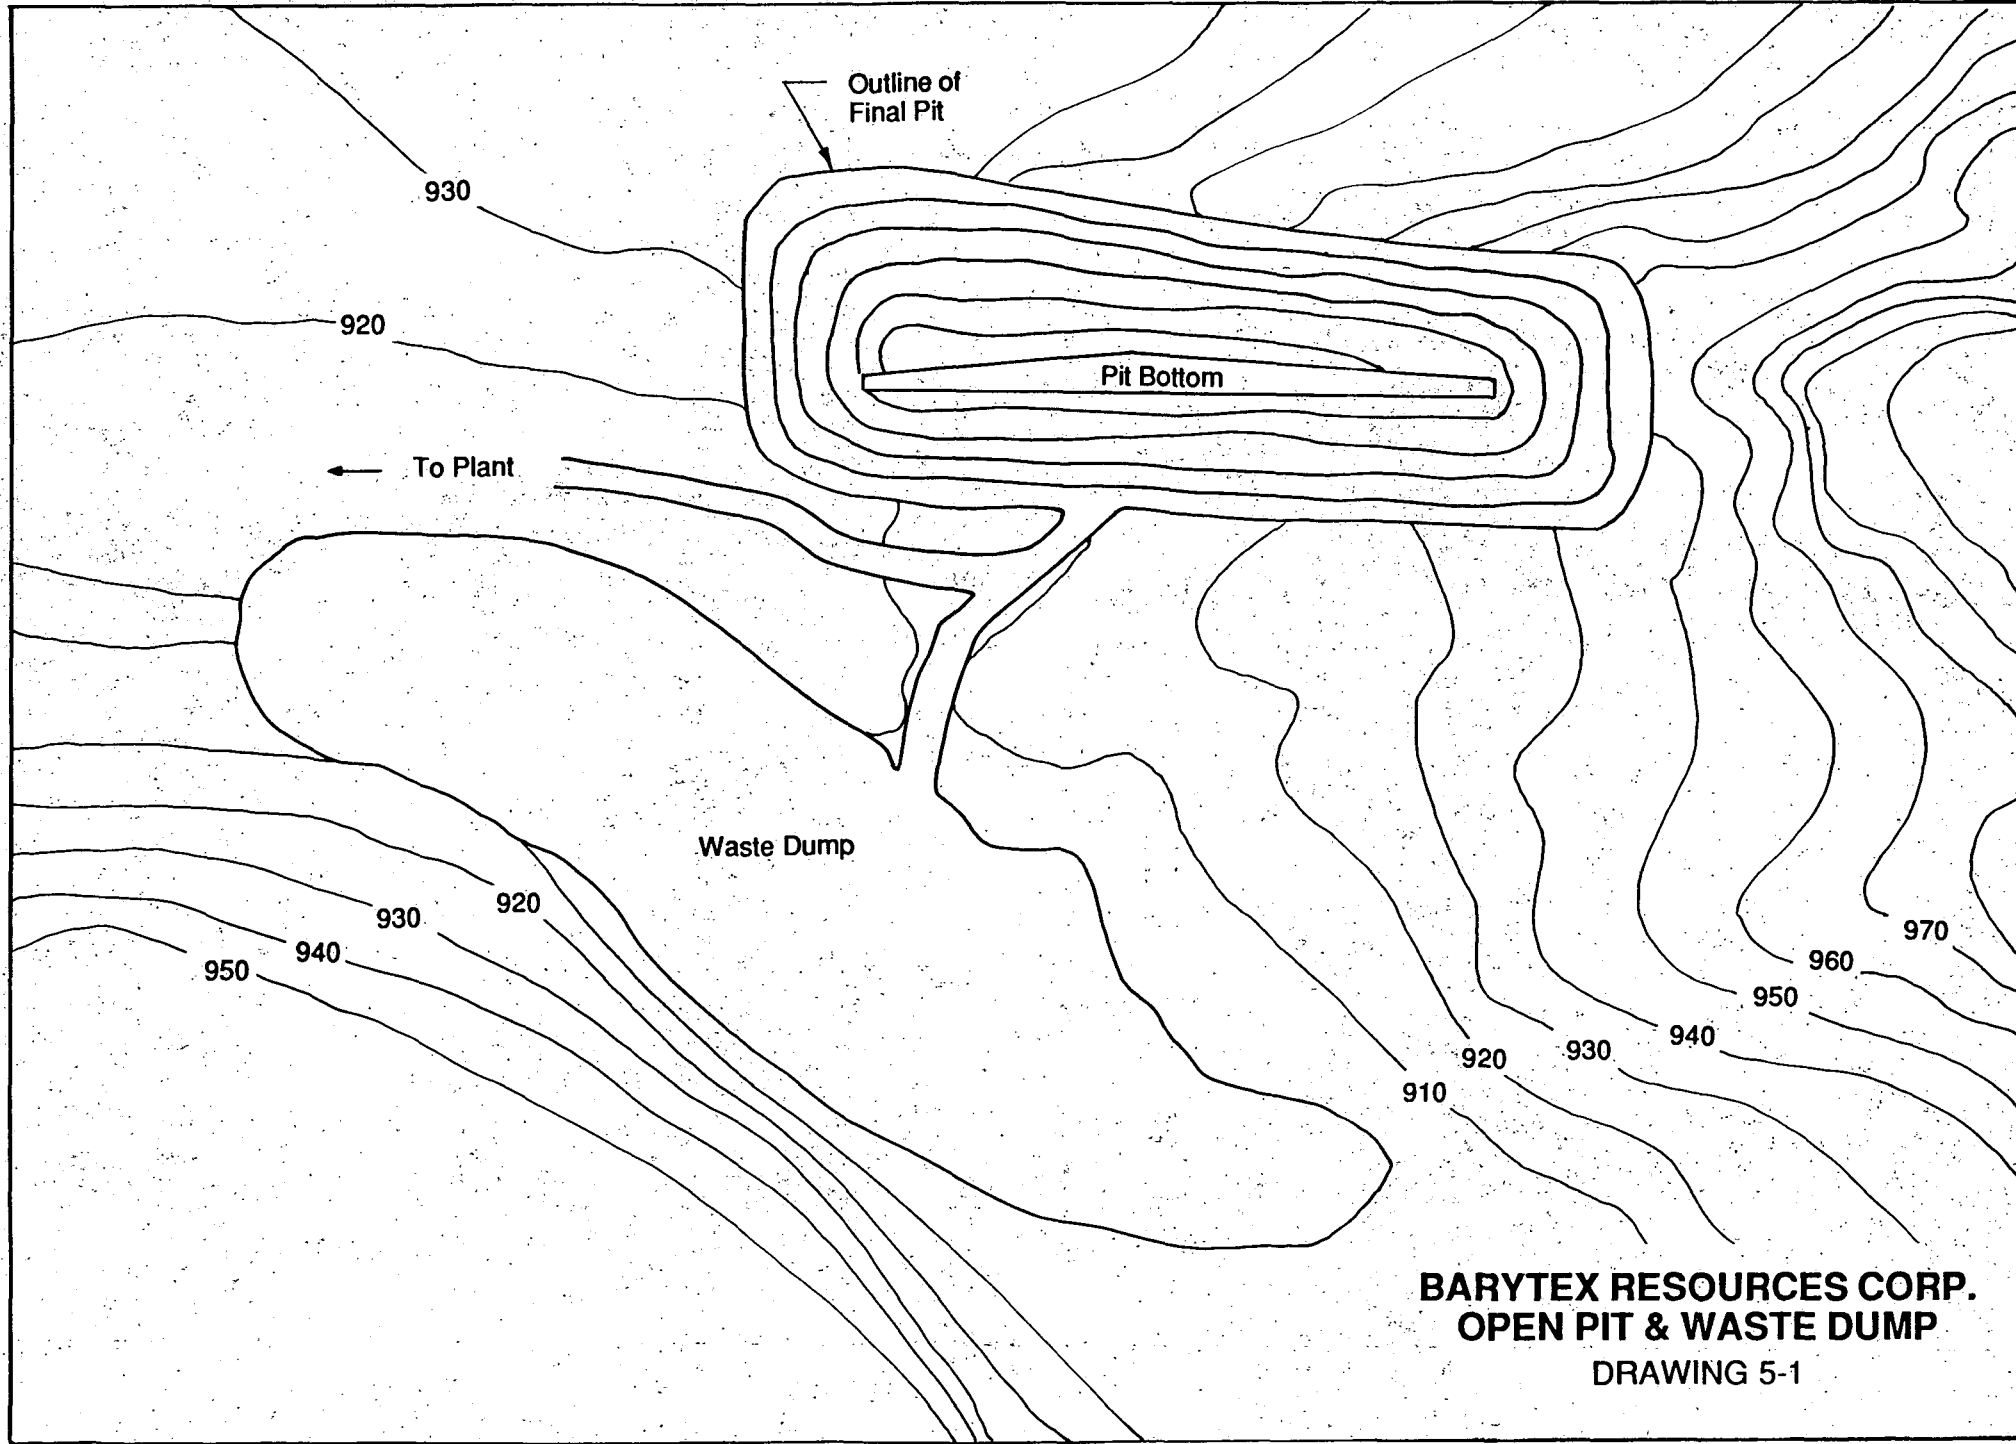 Outline of
Final Pit
930
920
Pit Bottom
To Plant
Waste Dump
920
930
940
950
970
960
950
940
930
920
910
BARYTEX RESOURCES CORP.
OPEN PIT & WASTE DUMP
DRAWING 5-1